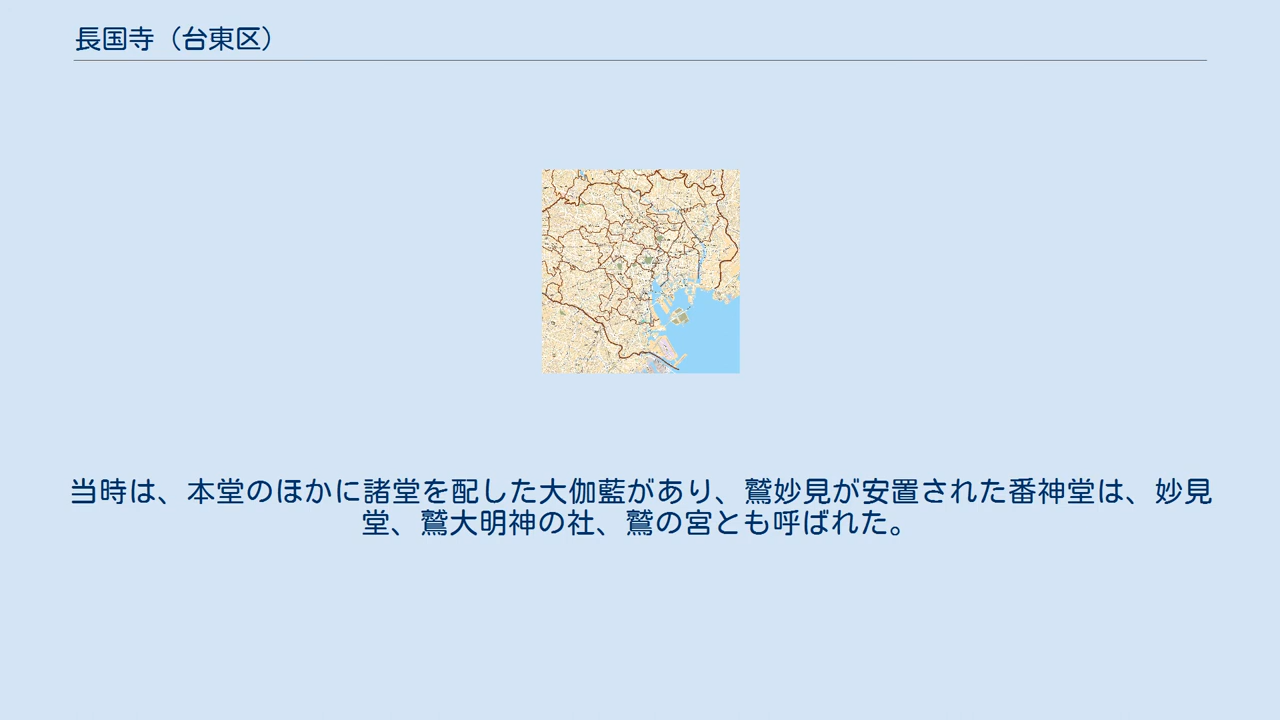 長国寺（台東区）
当時は、本堂のほかに諸堂を配した大伽藍があり、鷲妙見が安置された番神堂は、妙見
堂、鷲大明神の社、鷲の宮とも呼ばれた。